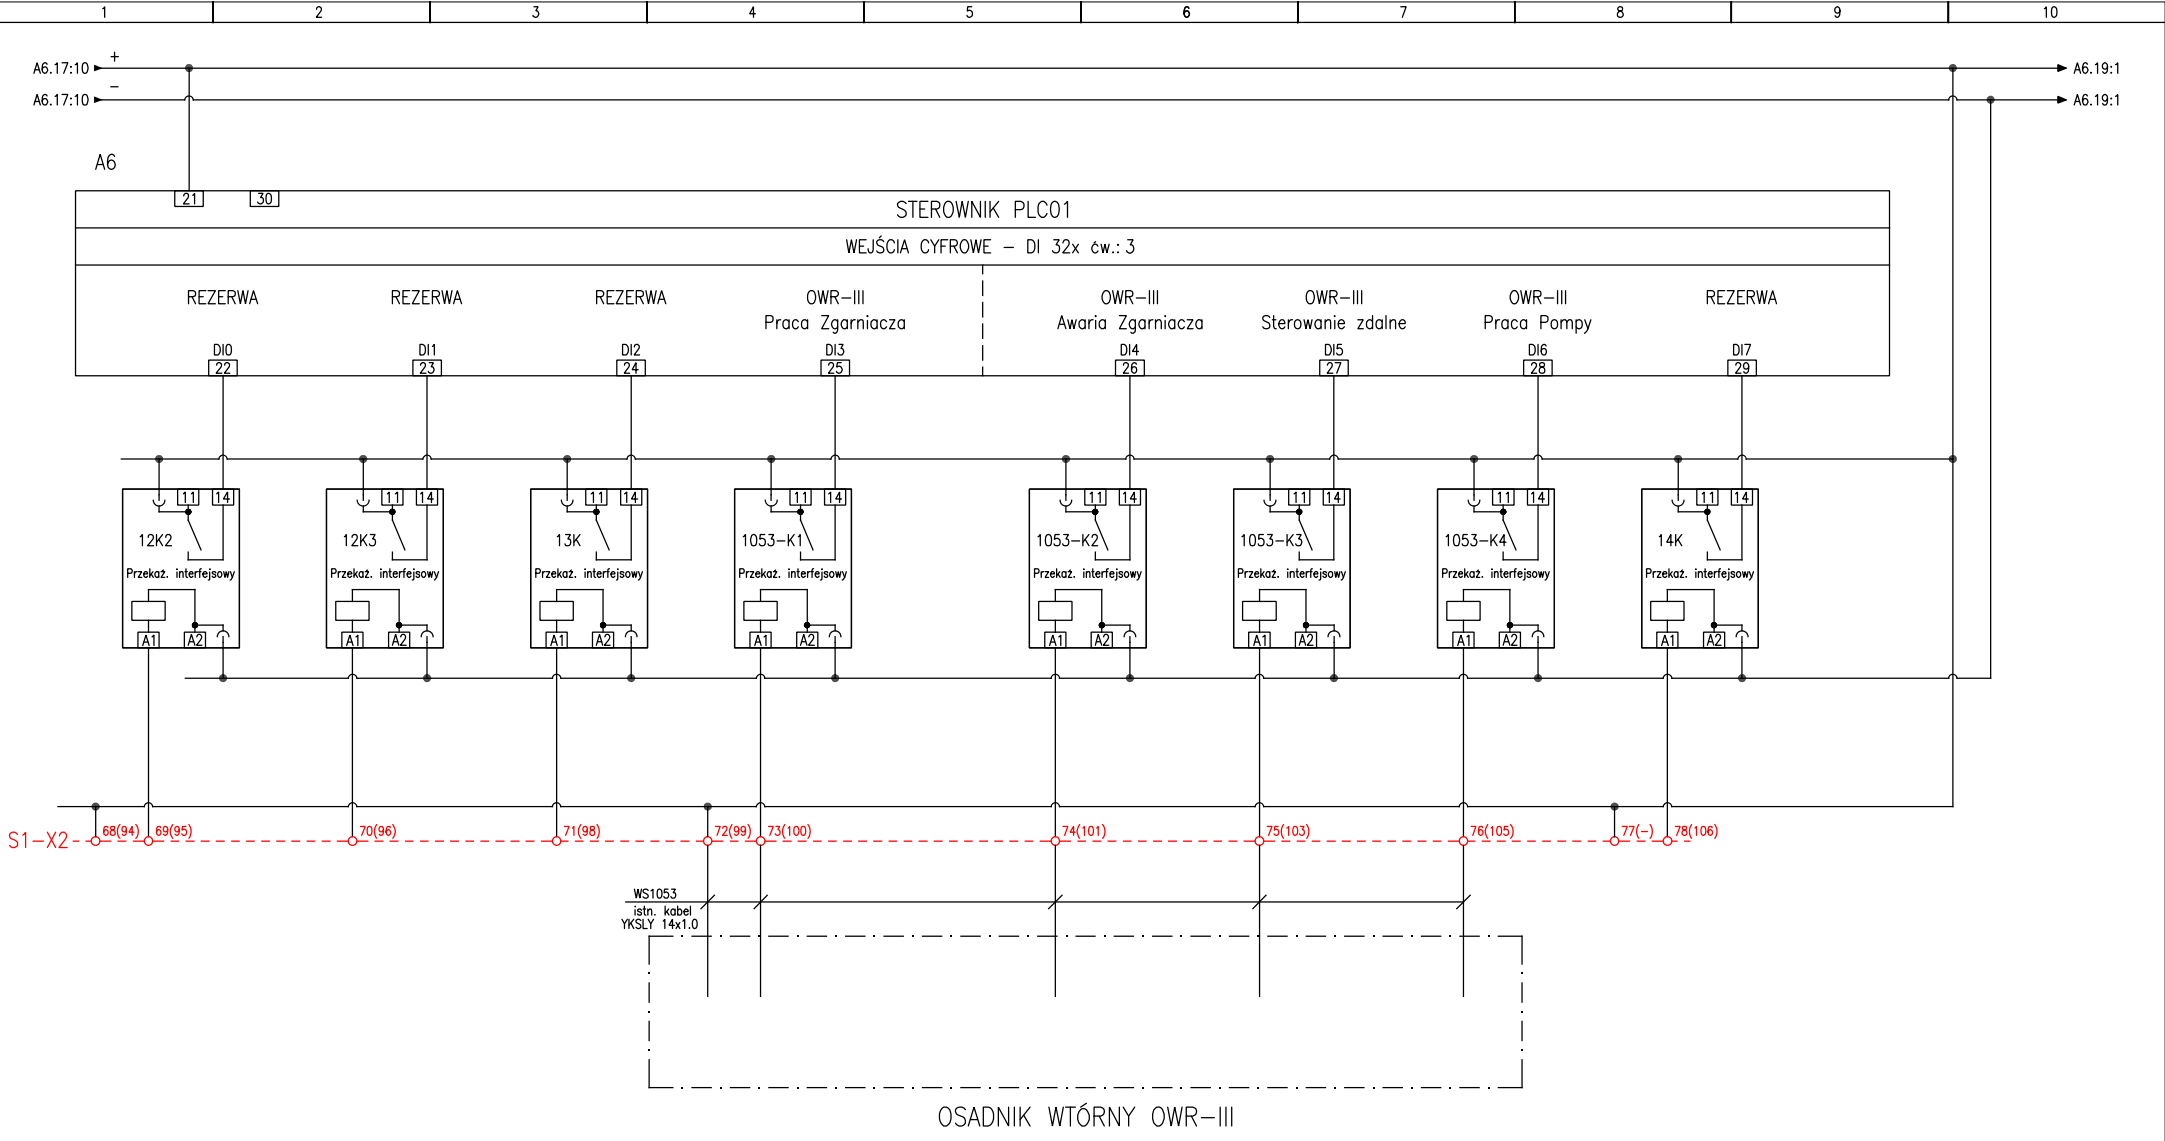 1 2 3 4 5 6 7 8 9 10
A6.17:10 + A6.19:1
A6.17:10 − A6.19:1
A6
21 30
STEROWNIK PLC01
WEJŚCIA CYFROWE − DI 32x ćw.: 3
REZERWA REZERWA REZERWA OWR−III OWR−III OWR−III OWR−III REZERWA
Praca Zgarniacza Awaria Zgarniacza Sterowanie zdalne Praca Pompy
DI0 DI1 DI2 DI3 DI4 DI5 DI6 DI7
22 23 24 25 26 27 28 29
11 14 11 14 11 14 11 14 11 14 11 14 11 14 11 14
12K2 12K3 13K 1053−K1 1053−K2 1053−K3 1053−K4 14K
Przekaź. interfejsowy Przekaź. interfejsowy Przekaź. interfejsowy Przekaź. interfejsowy Przekaź. interfejsowy Przekaź. interfejsowy Przekaź. interfejsowy Przekaź. interfejsowy
A1 A2 A1 A2 A1 A2 A1 A2 A1 A2 A1 A2 A1 A2 A1 A2
S1−X2 68(94) 69(95) 70(96) 71(98) 72(99) 73(100) 74(101) 75(103) 76(105) 77(−) 78(106)
WS1053
istn. kabel
YKSLY 14x1.0
OSADNIK WTÓRNY OWR−III